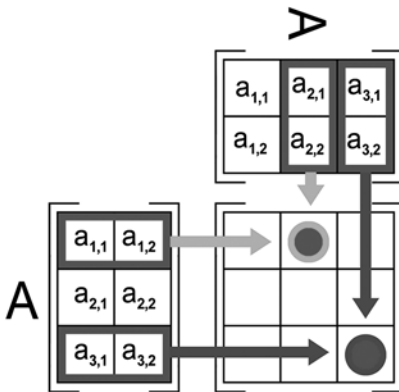 A
a1,1 a2,1 a3,1
a1,2 a2,2 a3,2
A
a1,1 a1,2
a2,1 a2,2
a3,1 a3,2